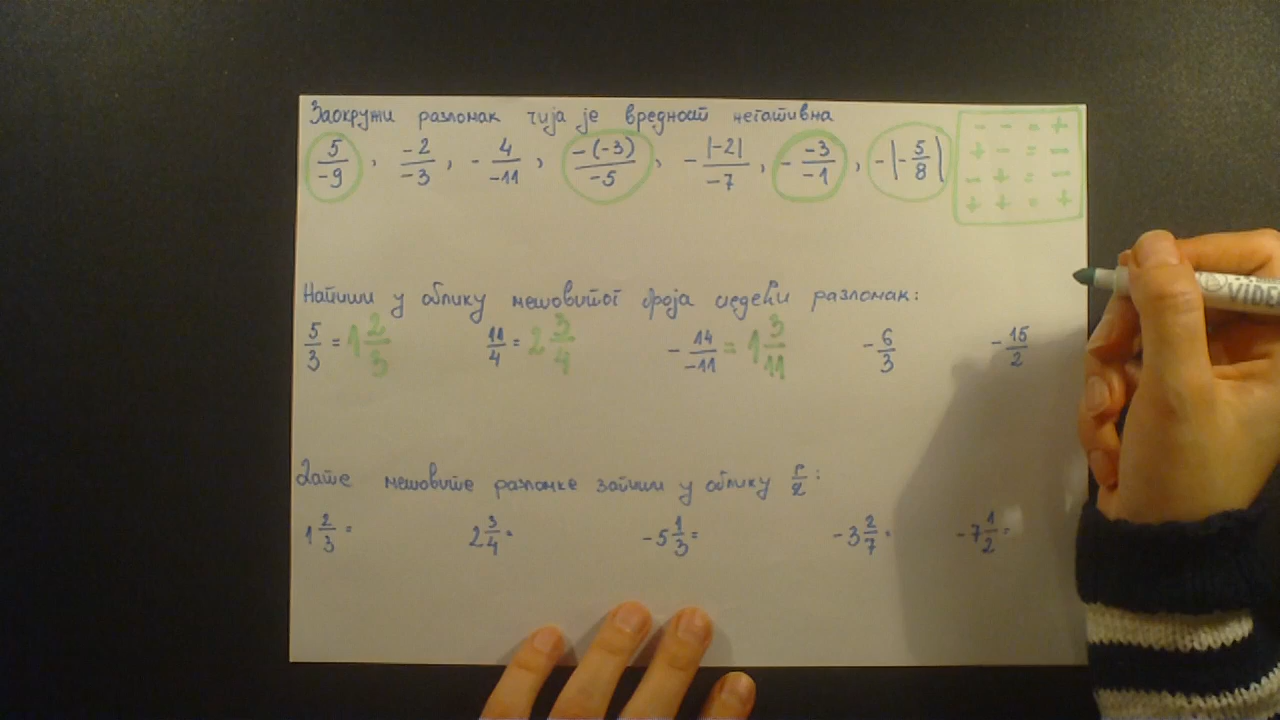 Заокружи разломак чија је вредност негативна
5/-9, -2/-3, - 4/-11, -(-3)/-5, - |-2|/-7, - -3/-1, -|-5/8|
- - = +
+ - = -
- + = -
+ + = +
Напиши у облику мешовитог броја следећи разломак:
5/3 = 1 2/3 11/4 = 2 3/4 - 14/-11 = 1 3/11 - 6/3 - 15/2
Дате мешовите разломке запиши у облику p/q:
1 2/3 = 2 3/4 = -5 1/3 = -3 2/7 = -7 1/2 =
VIDE